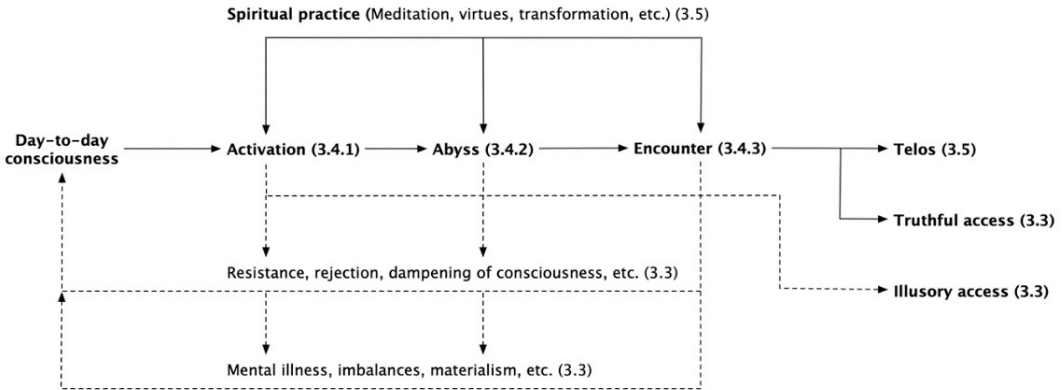 Spiritual practice (Meditation, virtues, transformation, etc.) (3.5)
Day-to-day
consciousness
Activation (3.4.1)
Abyss (3.4.2)
Encounter (3.4.3)
Telos (3.5)
Truthful access (3.3)
Resistance, rejection, dampening of consciousness, etc. (3.3)
Illusory access (3.3)
Mental illness, imbalances, materialism, etc. (3.3)